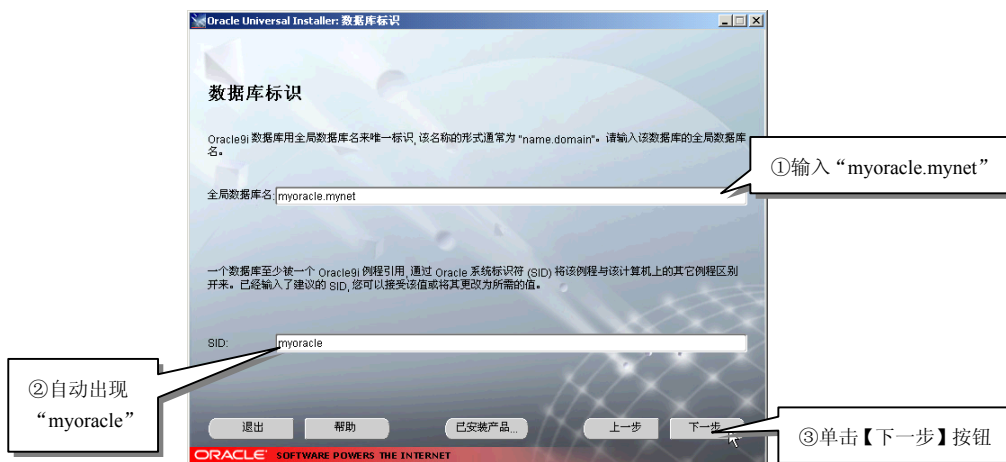 Oracle Universal Installer: 数据库标识
数据库标识
Oracle9i 数据库用全局数据库名来唯一标识, 该名称的形式通常为 "name.domain"。请输入该数据库的全局数据库
名。
①输入“myoracle.mynet”
全局数据库名: myoracle.mynet
一个数据库至少被一个 Oracle9i 例程引用, 通过 Oracle 系统标识符 (SID) 将该例程与该计算机上的其它例程区别
开来。已经输入了建议的 SID, 您可以接受该值或将其更改为所需的值。
SID: myoracle
②自动出现
“myoracle”
退出 帮助 已安装产品... 上一步 下一步
③单击【下一步】按钮
ORACLE SOFTWARE POWERS THE INTERNET